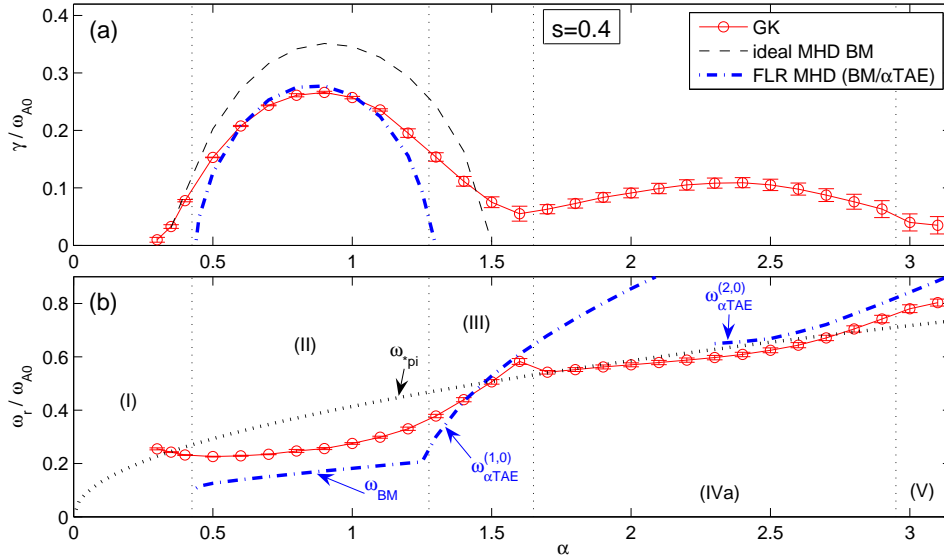 (a)
s=0.4
GK
ideal MHD BM
FLR MHD (BM/αTAE)
γ / ω_A0
0.4
0.3
0.2
0.1
0
0 0.5 1 1.5 2 2.5 3
(b)
ω_r / ω_A0
0.8
0.6
0.4
0.2
0
(I)
(II)
(III)
(IVa)
(V)
ω_*pi
ω_BM
ω_αTAE^(1,0)
ω_αTAE^(2,0)
0 0.5 1 1.5 2 2.5 3
α